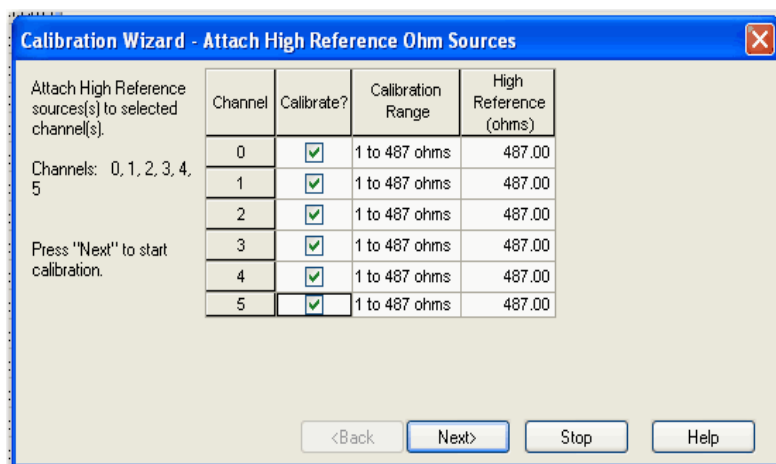 Calibration Wizard - Attach High Reference Ohm Sources
Attach High Reference
sources(s) to selected
channel(s).
Channels: 0, 1, 2, 3, 4,
5
Press "Next" to start
calibration.
Channel Calibrate? Calibration Range High Reference (ohms)
0 1 to 487 ohms 487.00
1 1 to 487 ohms 487.00
2 1 to 487 ohms 487.00
3 1 to 487 ohms 487.00
4 1 to 487 ohms 487.00
5 1 to 487 ohms 487.00
<Back Next> Stop Help